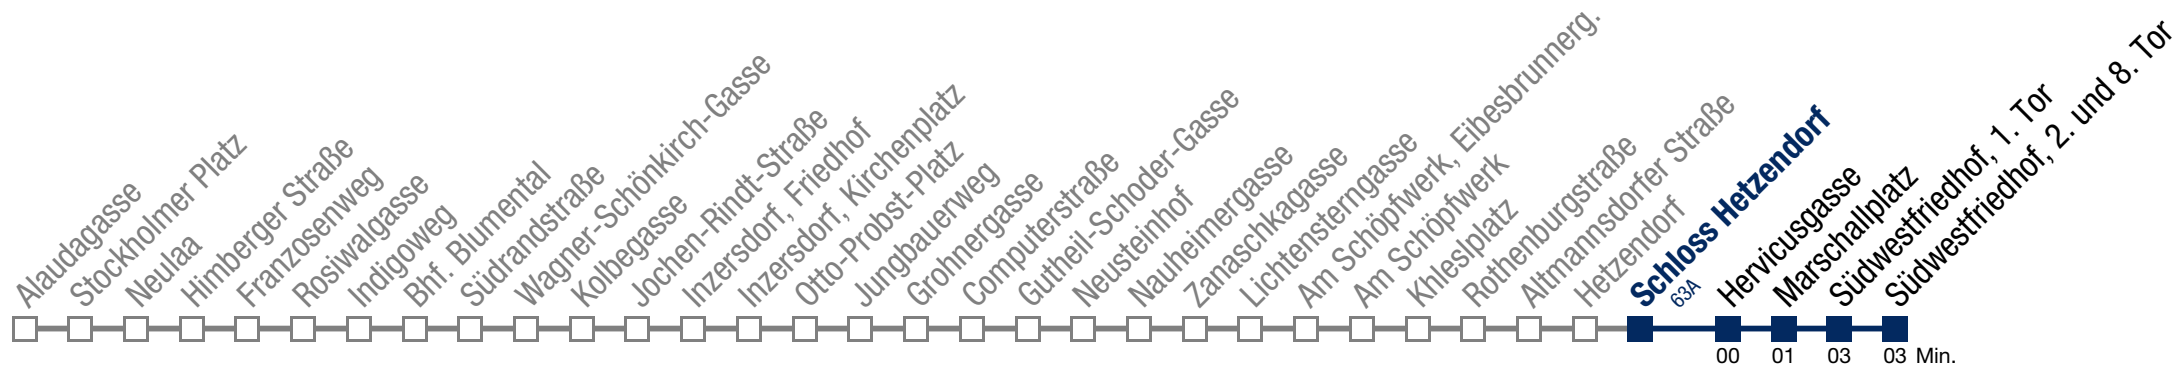 Alaudagasse
Stockholmer Platz
Neulaa
Himberger Straße
Franzosenweg
Rosiwalgasse
Indigoweg
Bhf. Blumental
Südrandstraße
Wagner-Schönkirch-Gasse
Kolbegasse
Jochen-Rindt-Straße
Inzersdorf, Friedhof
Inzersdorf, Kirchenplatz
Otto-Probst-Platz
Jungbauerweg
Grohnergasse
Computerstraße
Gutheil-Schoder-Gasse
Neusteinhof
Nauheimergasse
Zanaschkagasse
Lichtensterngasse
Am Schöpfwerk, Eibesbrunnerg.
Am Schöpfwerk
Khleslplatz
Rothenburgstraße
Altmannsdorfer Straße
Hetzendorf
Schloss Hetzendorf
63A
Hervicusgasse
Marschallplatz
Südwestfriedhof, 1. Tor
Südwestfriedhof, 2. und 8. Tor
00 01 03 03 Min.